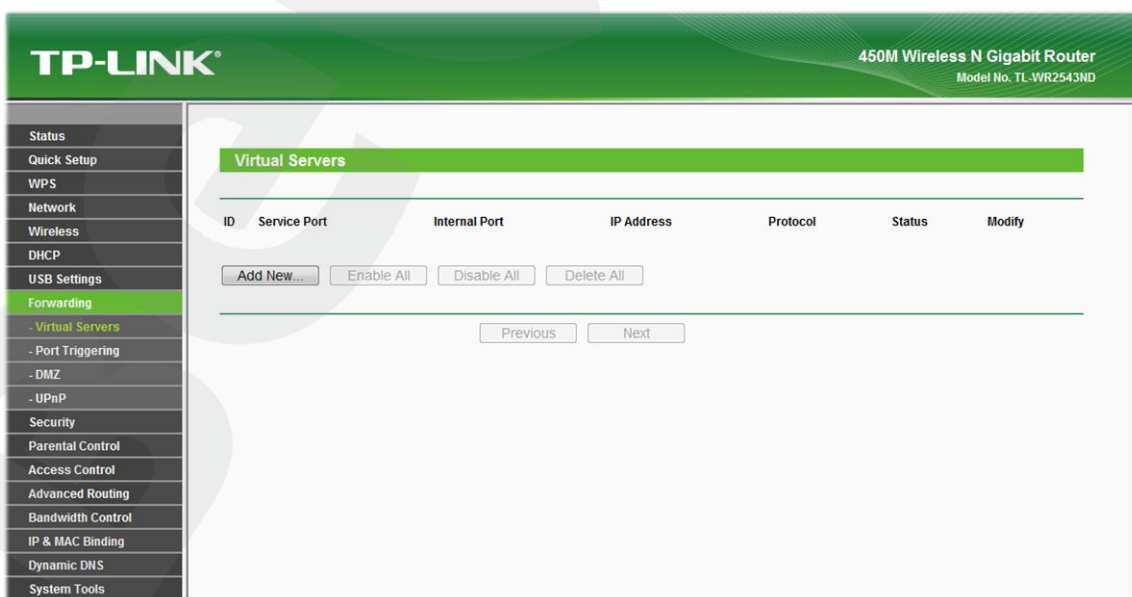 TP-LINK®
450M Wireless N Gigabit Router
Model No. TL-WR2543ND
Status
Quick Setup
WPS
Network
Wireless
DHCP
USB Settings
Forwarding
- Virtual Servers
- Port Triggering
- DMZ
- UPnP
Security
Parental Control
Access Control
Advanced Routing
Bandwidth Control
IP & MAC Binding
Dynamic DNS
System Tools
Virtual Servers
ID Service Port Internal Port IP Address Protocol Status Modify
Add New... Enable All Disable All Delete All
Previous Next